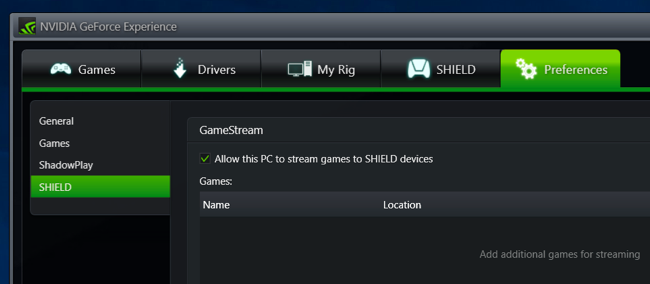 NVIDIA GeForce Experience
Games Drivers My Rig SHIELD Preferences
General
Games
ShadowPlay
SHIELD
GameStream
Allow this PC to stream games to SHIELD devices
Games:
Name Location
Add additional games for streaming